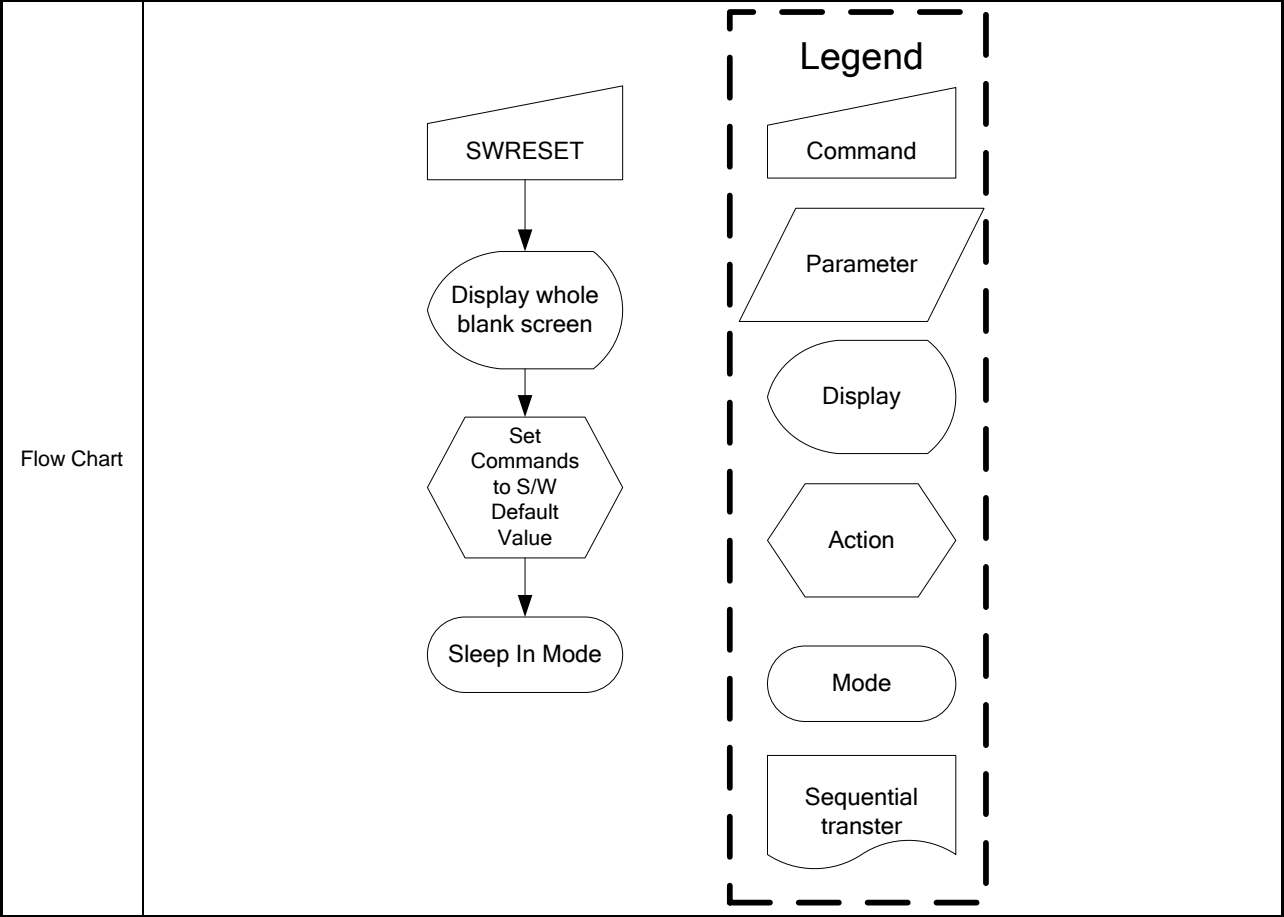 Flow Chart
SWRESET
Display whole
blank screen
Set
Commands
to S/W
Default
Value
Sleep In Mode
Legend
Command
Parameter
Display
Action
Mode
Sequential
transter